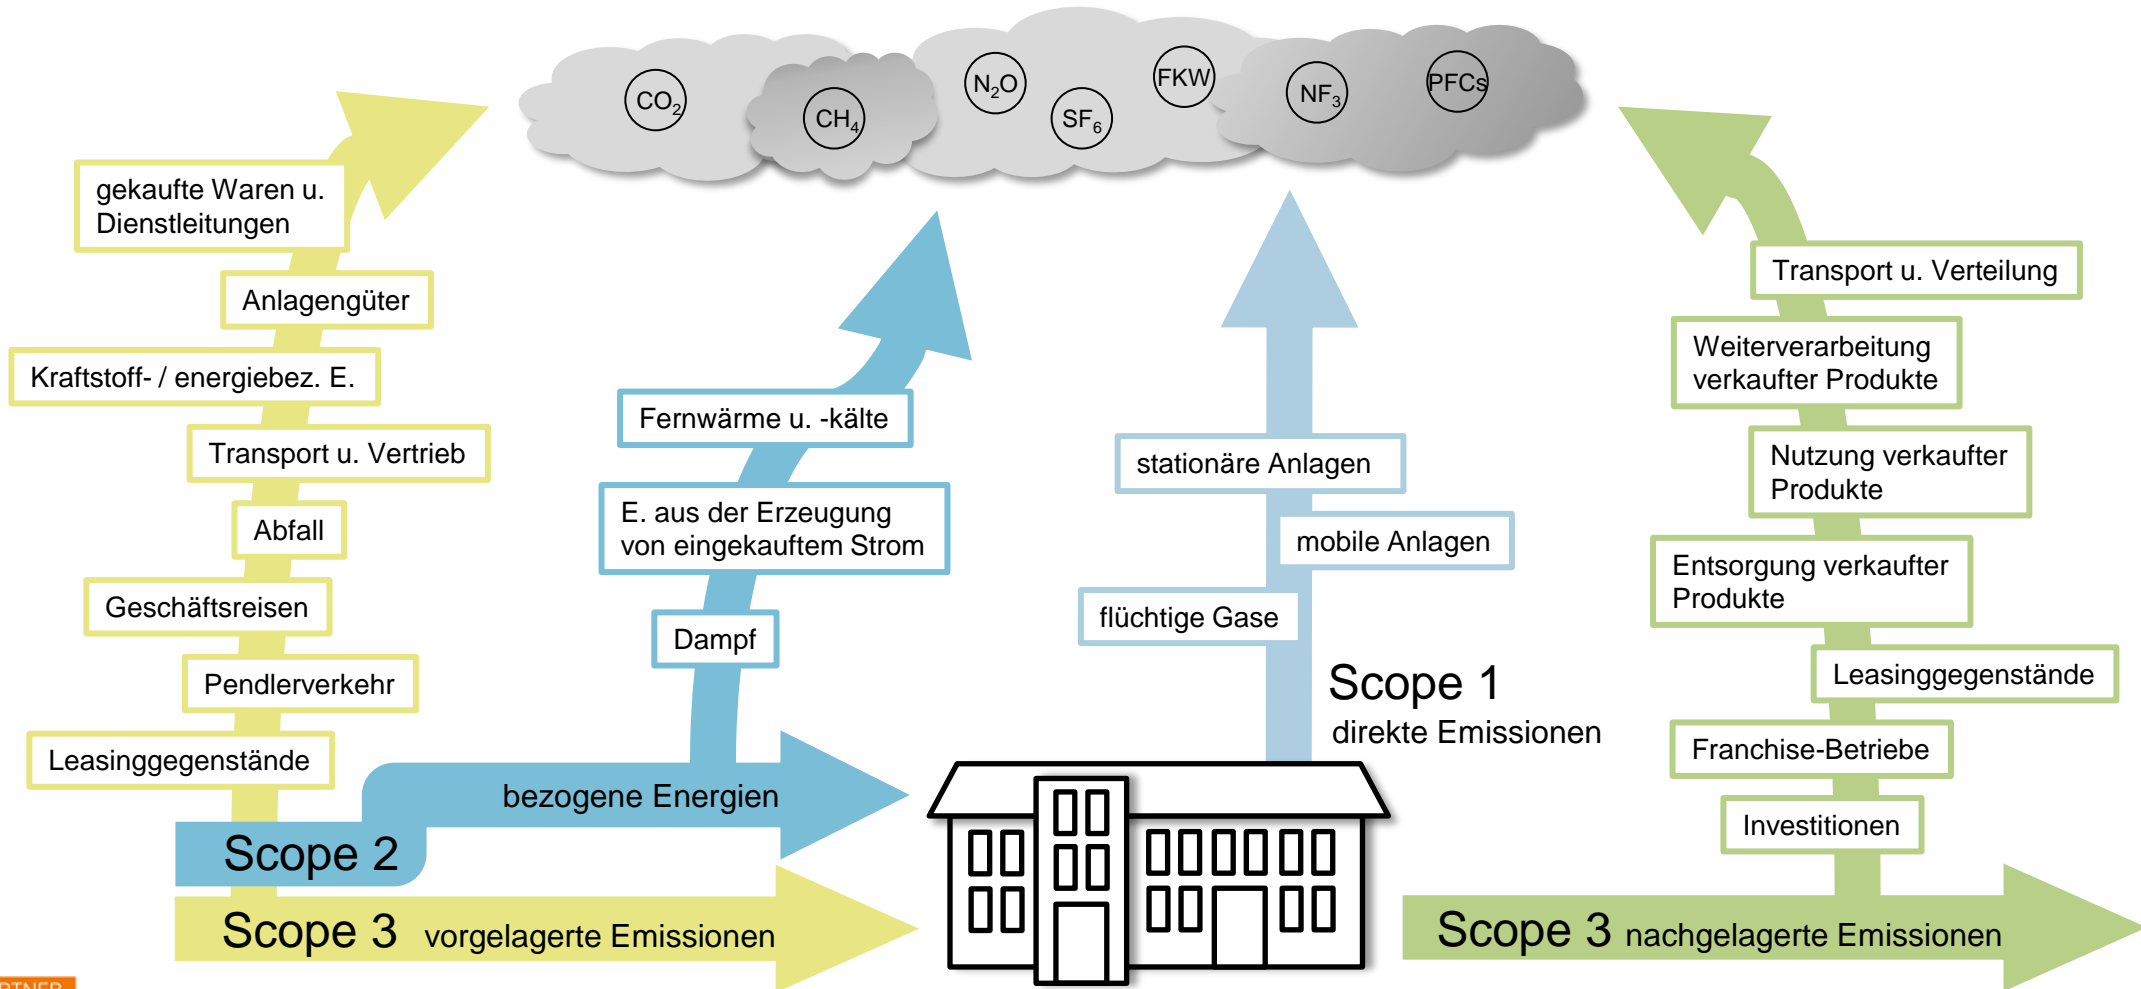 CO₂
CH₄
N₂O
SF₆
FKW
NF₃
PFCs
gekaufte Waren u.
Dienstleitungen
Anlagengüter
Kraftstoff- / energiebez. E.
Transport u. Vertrieb
Abfall
Geschäftsreisen
Pendlerverkehr
Leasinggegenstände
Fernwärme u. -kälte
E. aus der Erzeugung
von eingekauftem Strom
Dampf
bezogene Energien
Scope 2
Scope 3 vorgelagerte Emissionen
stationäre Anlagen
mobile Anlagen
flüchtige Gase
Scope 1
direkte Emissionen
Transport u. Verteilung
Weiterverarbeitung
verkaufter Produkte
Nutzung verkaufter
Produkte
Entsorgung verkaufter
Produkte
Leasinggegenstände
Franchise-Betriebe
Investitionen
Scope 3 nachgelagerte Emissionen